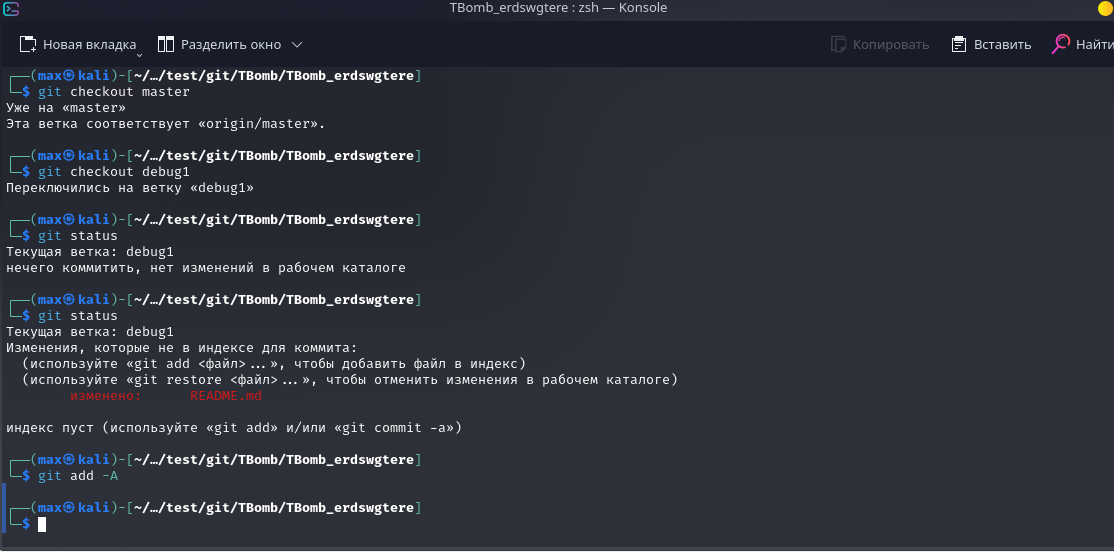 TBomb_erdswgtere : zsh — Konsole
Новая вкладка Разделить окно Копировать Вставить Найти
┌──(max㉿kali)-[~/…/test/git/TBomb/TBomb_erdswgtere]
└─$ git checkout master
Уже на «master»
Эта ветка соответствует «origin/master».
┌──(max㉿kali)-[~/…/test/git/TBomb/TBomb_erdswgtere]
└─$ git checkout debug1
Переключились на ветку «debug1»
┌──(max㉿kali)-[~/…/test/git/TBomb/TBomb_erdswgtere]
└─$ git status
Текущая ветка: debug1
нечего коммитить, нет изменений в рабочем каталоге
┌──(max㉿kali)-[~/…/test/git/TBomb/TBomb_erdswgtere]
└─$ git status
Текущая ветка: debug1
Изменения, которые не в индексе для коммита:
  (используйте «git add <файл>...», чтобы добавить файл в индекс)
  (используйте «git restore <файл>...», чтобы отменить изменения в рабочем каталоге)
        изменено:      README.md
индекс пуст (используйте «git add» и/или «git commit -a»)
┌──(max㉿kali)-[~/…/test/git/TBomb/TBomb_erdswgtere]
└─$ git add -A
┌──(max㉿kali)-[~/…/test/git/TBomb/TBomb_erdswgtere]
└─$